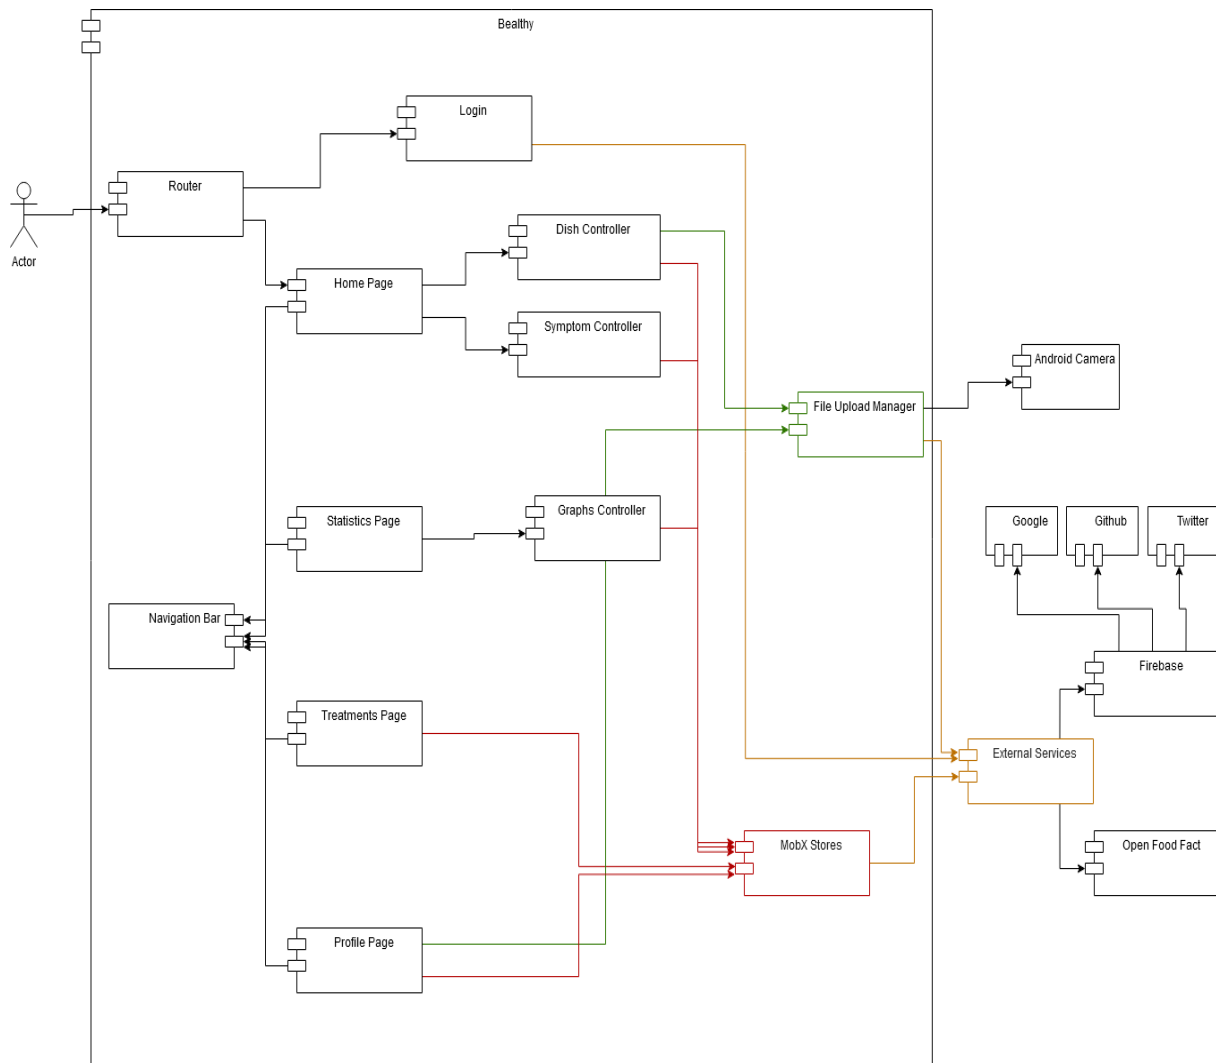 Bealthy
Login
Router
Actor
Dish Controller
Home Page
Symptom Controller
Android Camera
File Upload Manager
Statistics Page
Graphs Controller
Google
Github
Twitter
Navigation Bar
Firebase
Treatments Page
External Services
MobX Stores
Open Food Fact
Profile Page